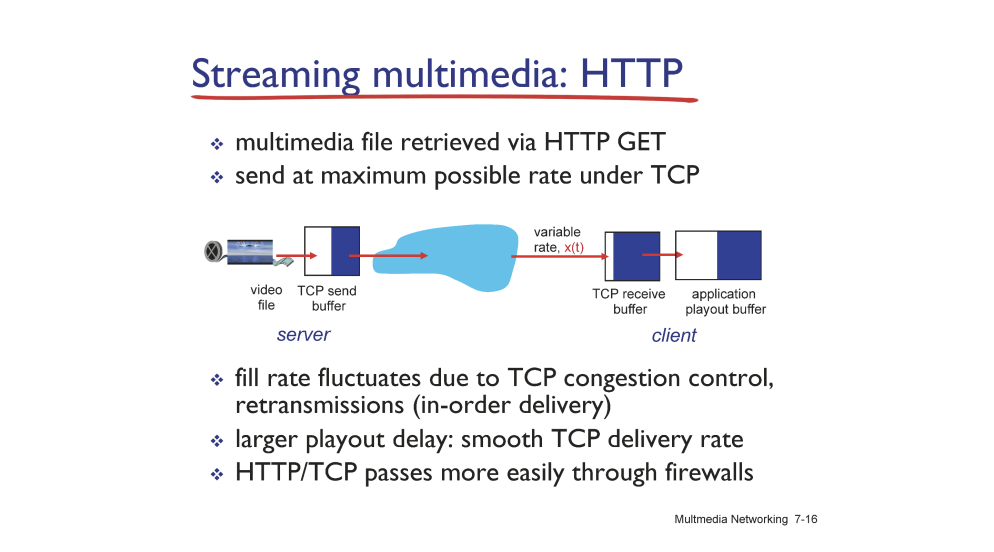 Streaming multimedia: HTTP
multimedia file retrieved via HTTP GET
send at maximum possible rate under TCP
variable
rate, x(t)
video
file
TCP send
buffer
TCP receive
buffer
application
playout buffer
server
client
fill rate fluctuates due to TCP congestion control,
retransmissions (in-order delivery)
larger playout delay: smooth TCP delivery rate
HTTP/TCP passes more easily through firewalls
Multmedia Networking 7-16